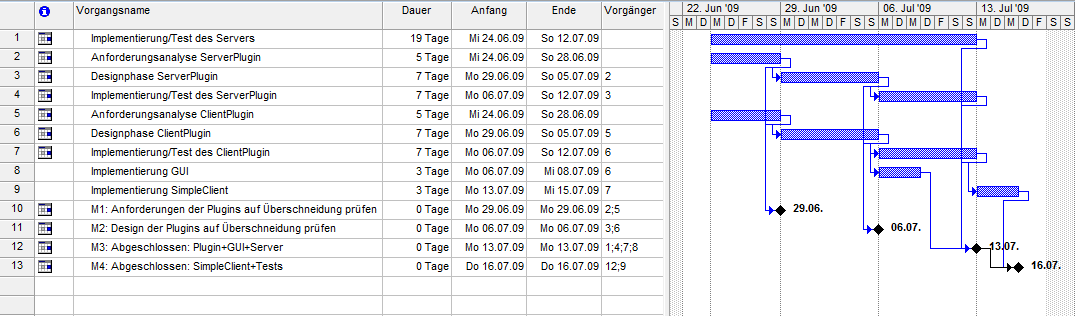 Vorgangsname Dauer Anfang Ende Vorgänger 22. Jun '09 29. Jun '09 06. Jul '09 13. Jul '09
S M D M D F S S M D M D F S S M D M D F S S M D M D F S S
1 Implementierung/Test des Servers 19 Tage Mi 24.06.09 So 12.07.09
2 Anforderungsanalyse ServerPlugin 5 Tage Mi 24.06.09 So 28.06.09
3 Designphase ServerPlugin 7 Tage Mo 29.06.09 So 05.07.09 2
4 Implementierung/Test des ServerPlugin 7 Tage Mo 06.07.09 So 12.07.09 3
5 Anforderungsanalyse ClientPlugin 5 Tage Mi 24.06.09 So 28.06.09
6 Designphase ClientPlugin 7 Tage Mo 29.06.09 So 05.07.09 5
7 Implementierung/Test des ClientPlugin 7 Tage Mo 06.07.09 So 12.07.09 6
8 Implementierung GUI 3 Tage Mo 06.07.09 Mi 08.07.09 6
9 Implementierung SimpleClient 3 Tage Mo 13.07.09 Mi 15.07.09 7
10 M1: Anforderungen der Plugins auf Überschneidung prüfen 0 Tage Mo 29.06.09 Mo 29.06.09 2;5 29.06.
11 M2: Design der Plugins auf Überschneidung prüfen 0 Tage Mo 06.07.09 Mo 06.07.09 3;6 06.07.
12 M3: Abgeschlossen: Plugin+GUI+Server 0 Tage Mo 13.07.09 Mo 13.07.09 1;4;7;8 13.07.
13 M4: Abgeschlossen: SimpleClient+Tests 0 Tage Do 16.07.09 Do 16.07.09 12;9 16.07.